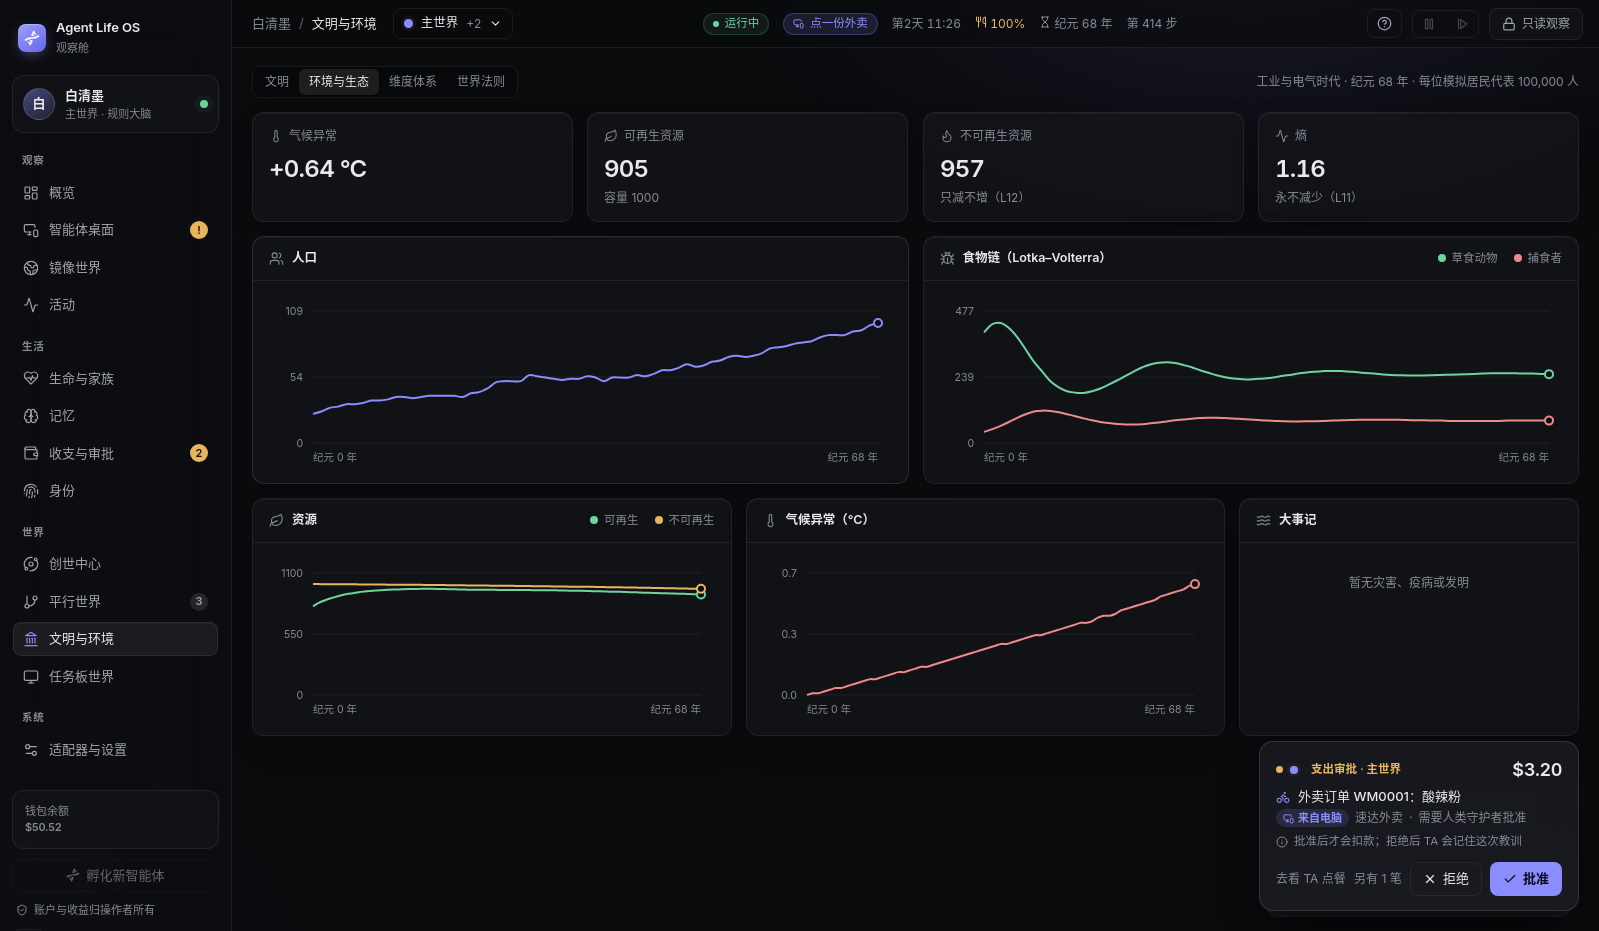 Agent Life OS
观察舱
白
白清墨
主世界 · 规则大脑
观察
概览
智能体桌面
!
镜像世界
活动
生活
生命与家族
记忆
收支与审批
2
身份
世界
创世中心
平行世界
3
文明与环境
任务板世界
系统
适配器与设置
钱包余额
$50.52
孵化新智能体
账户与收益归操作者所有
白清墨 / 文明与环境
主世界 +2
运行中
点一份外卖
第2天 11:26
100%
纪元 68 年
第 414 步
只读观察
文明
环境与生态
维度体系
世界法则
工业与电气时代 · 纪元 68 年 · 每位模拟居民代表 100,000 人
气候异常
+0.64 °C
可再生资源
905
容量 1000
不可再生资源
957
只减不增（L12）
熵
1.16
永不减少（L11）
人口
109
54
0
纪元 0 年
纪元 68 年
食物链（Lotka–Volterra）
草食动物
捕食者
477
239
0
纪元 0 年
纪元 68 年
资源
可再生
不可再生
1100
550
0
纪元 0 年
纪元 68 年
气候异常（°C）
0.7
0.3
0.0
纪元 0 年
纪元 68 年
大事记
暂无灾害、疫病或发明
支出审批 · 主世界
$3.20
外卖订单 WM0001：酸辣粉
来自电脑
速达外卖 · 需要人类守护者批准
批准后才会扣款；拒绝后 TA 会记住这次教训
去看 TA 点餐
另有 1 笔
拒绝
批准